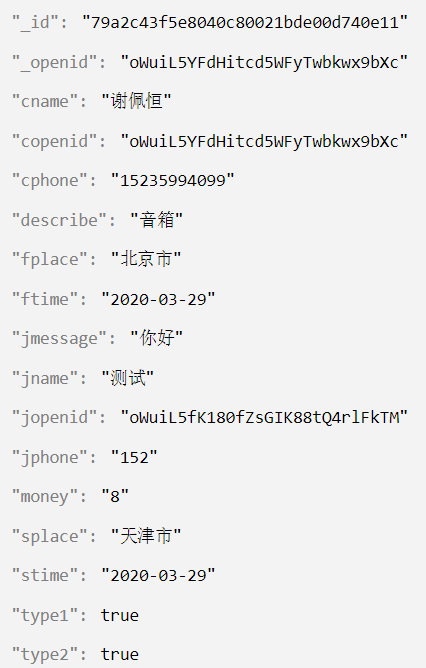 "_id": "79a2c43f5e8040c80021bde00d740e11"
"_openid": "oWuiL5YFdHitcd5WFyTwbkwx9bXc"
"cname": "谢佩恒"
"copenid": "oWuiL5YFdHitcd5WFyTwbkwx9bXc"
"cphone": "15235994099"
"describe": "音箱"
"fplace": "北京市"
"ftime": "2020-03-29"
"jmessage": "你好"
"jname": "测试"
"jopenid": "oWuiL5fK180fZsGIK88tQ4rlFkTM"
"jphone": "152"
"money": "8"
"splace": "天津市"
"stime": "2020-03-29"
"type1": true
"type2": true